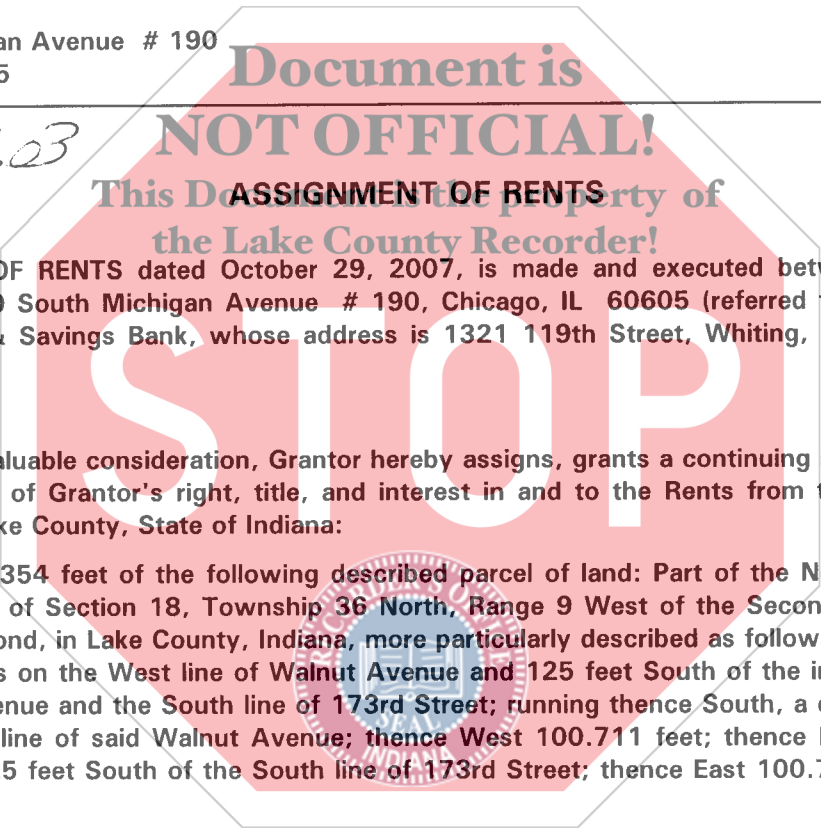 an Avenue # 190
5
Document is
NOT OFFICIAL!
.03
This Document is the property of
ASSIGNMENT OF RENTS
the Lake County Recorder!
OF RENTS dated October 29, 2007, is made and executed betw
South Michigan Avenue # 190, Chicago, IL 60605 (referred t
& Savings Bank, whose address is 1321 119th Street, Whiting,
STOP
aluable consideration, Grantor hereby assigns, grants a continuing
of Grantor's right, title, and interest in and to the Rents from t
ke County, State of Indiana:
354 feet of the following described parcel of land: Part of the N
of Section 18, Township 36 North, Range 9 West of the Secon
ond, in Lake County, Indiana, more particularly described as follow
s on the West line of Walnut Avenue and 125 feet South of the i
enue and the South line of 173rd Street; running thence South, a
line of said Walnut Avenue; thence West 100.711 feet; thence
5 feet South of the South line of 173rd Street; thence East 100.7
RECORDER'S OFFICE
SEAL
INDIANA